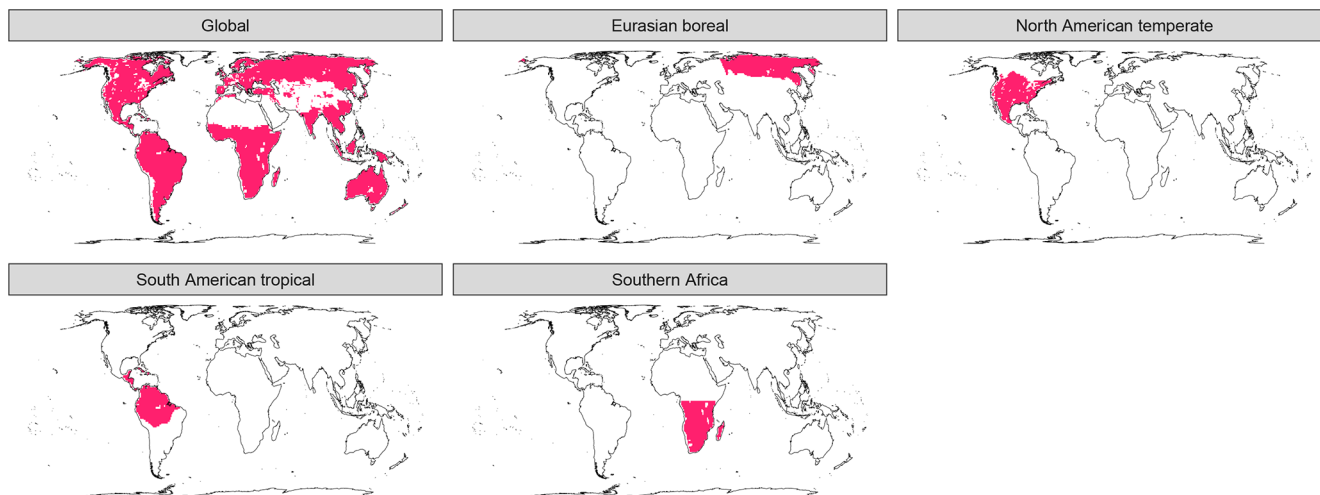 Global
Eurasian boreal
North American temperate
South American tropical
Southern Africa